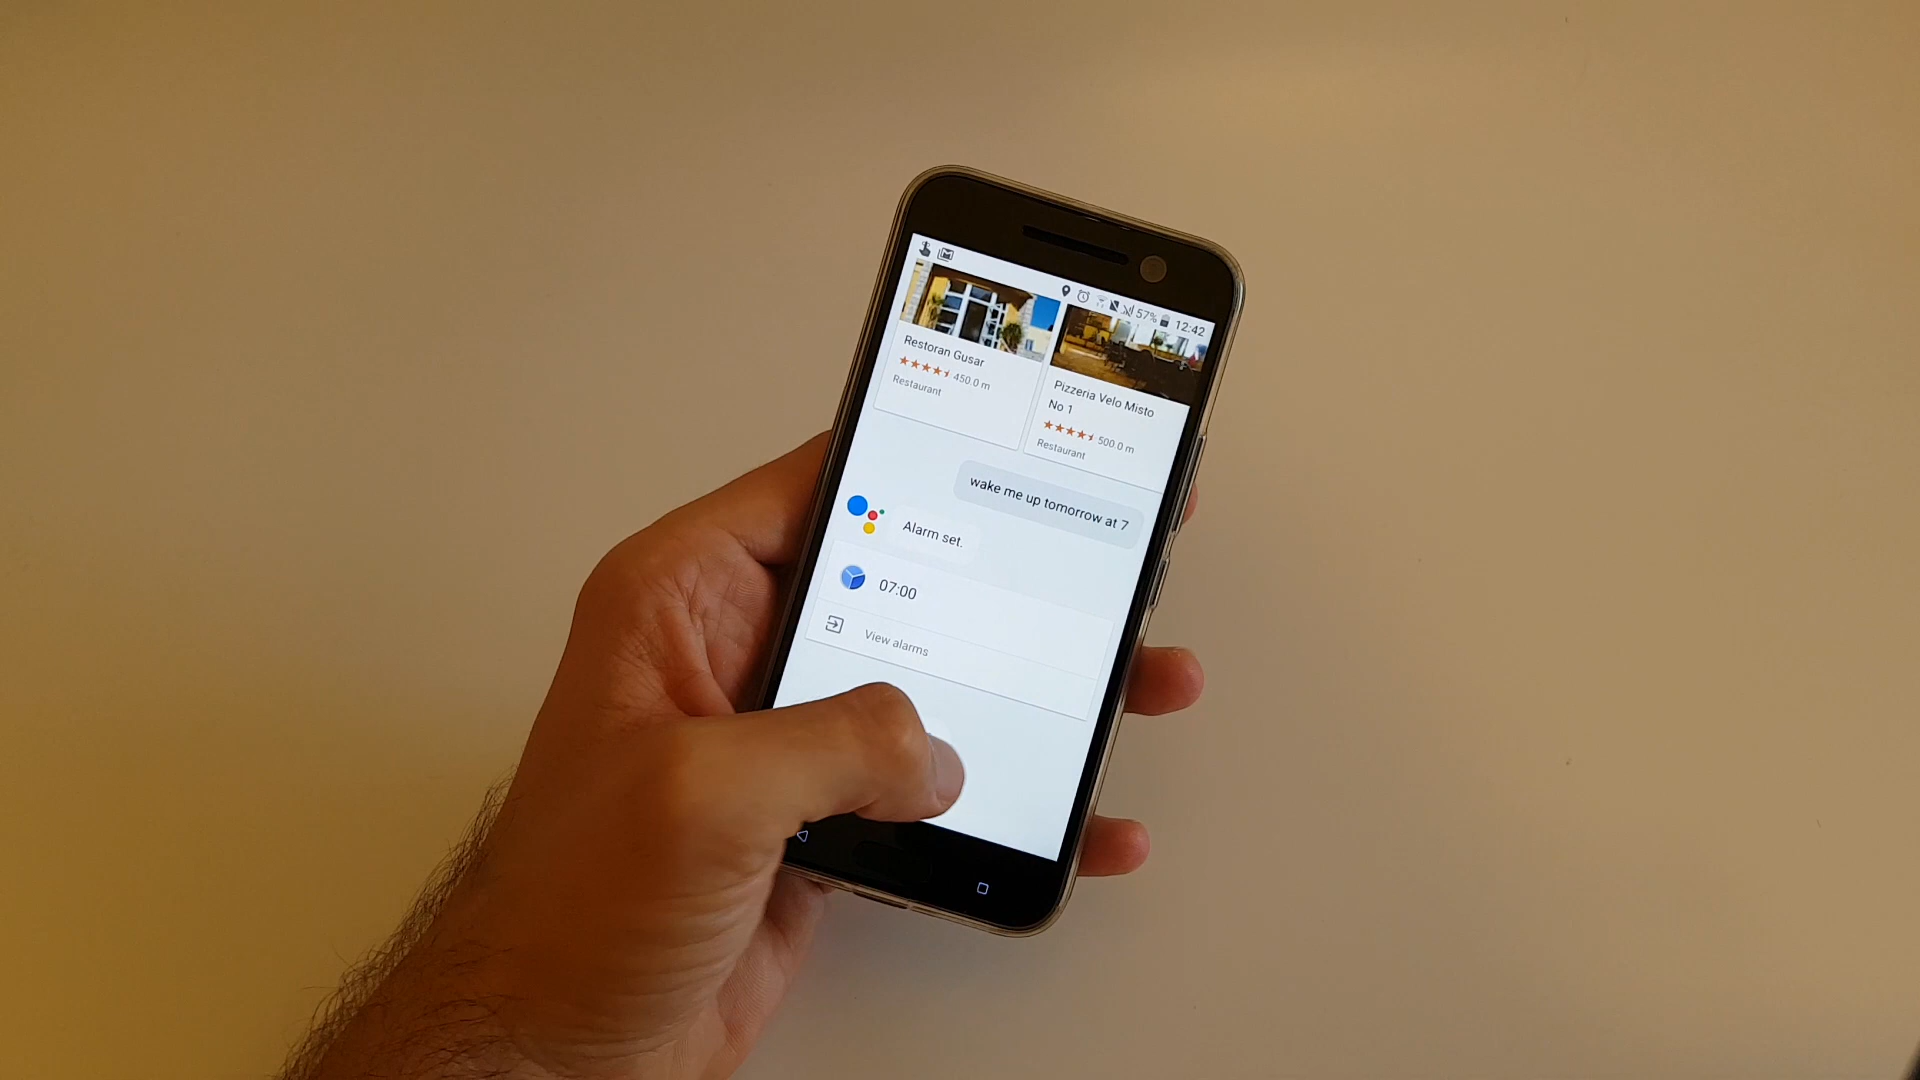 57% 12:42
Restoran Gusar
450.0 m
Restaurant
Pizzeria Velo Misto
No 1
500.0 m
Restaurant
wake me up tomorrow at 7
Alarm set.
07:00
View alarms